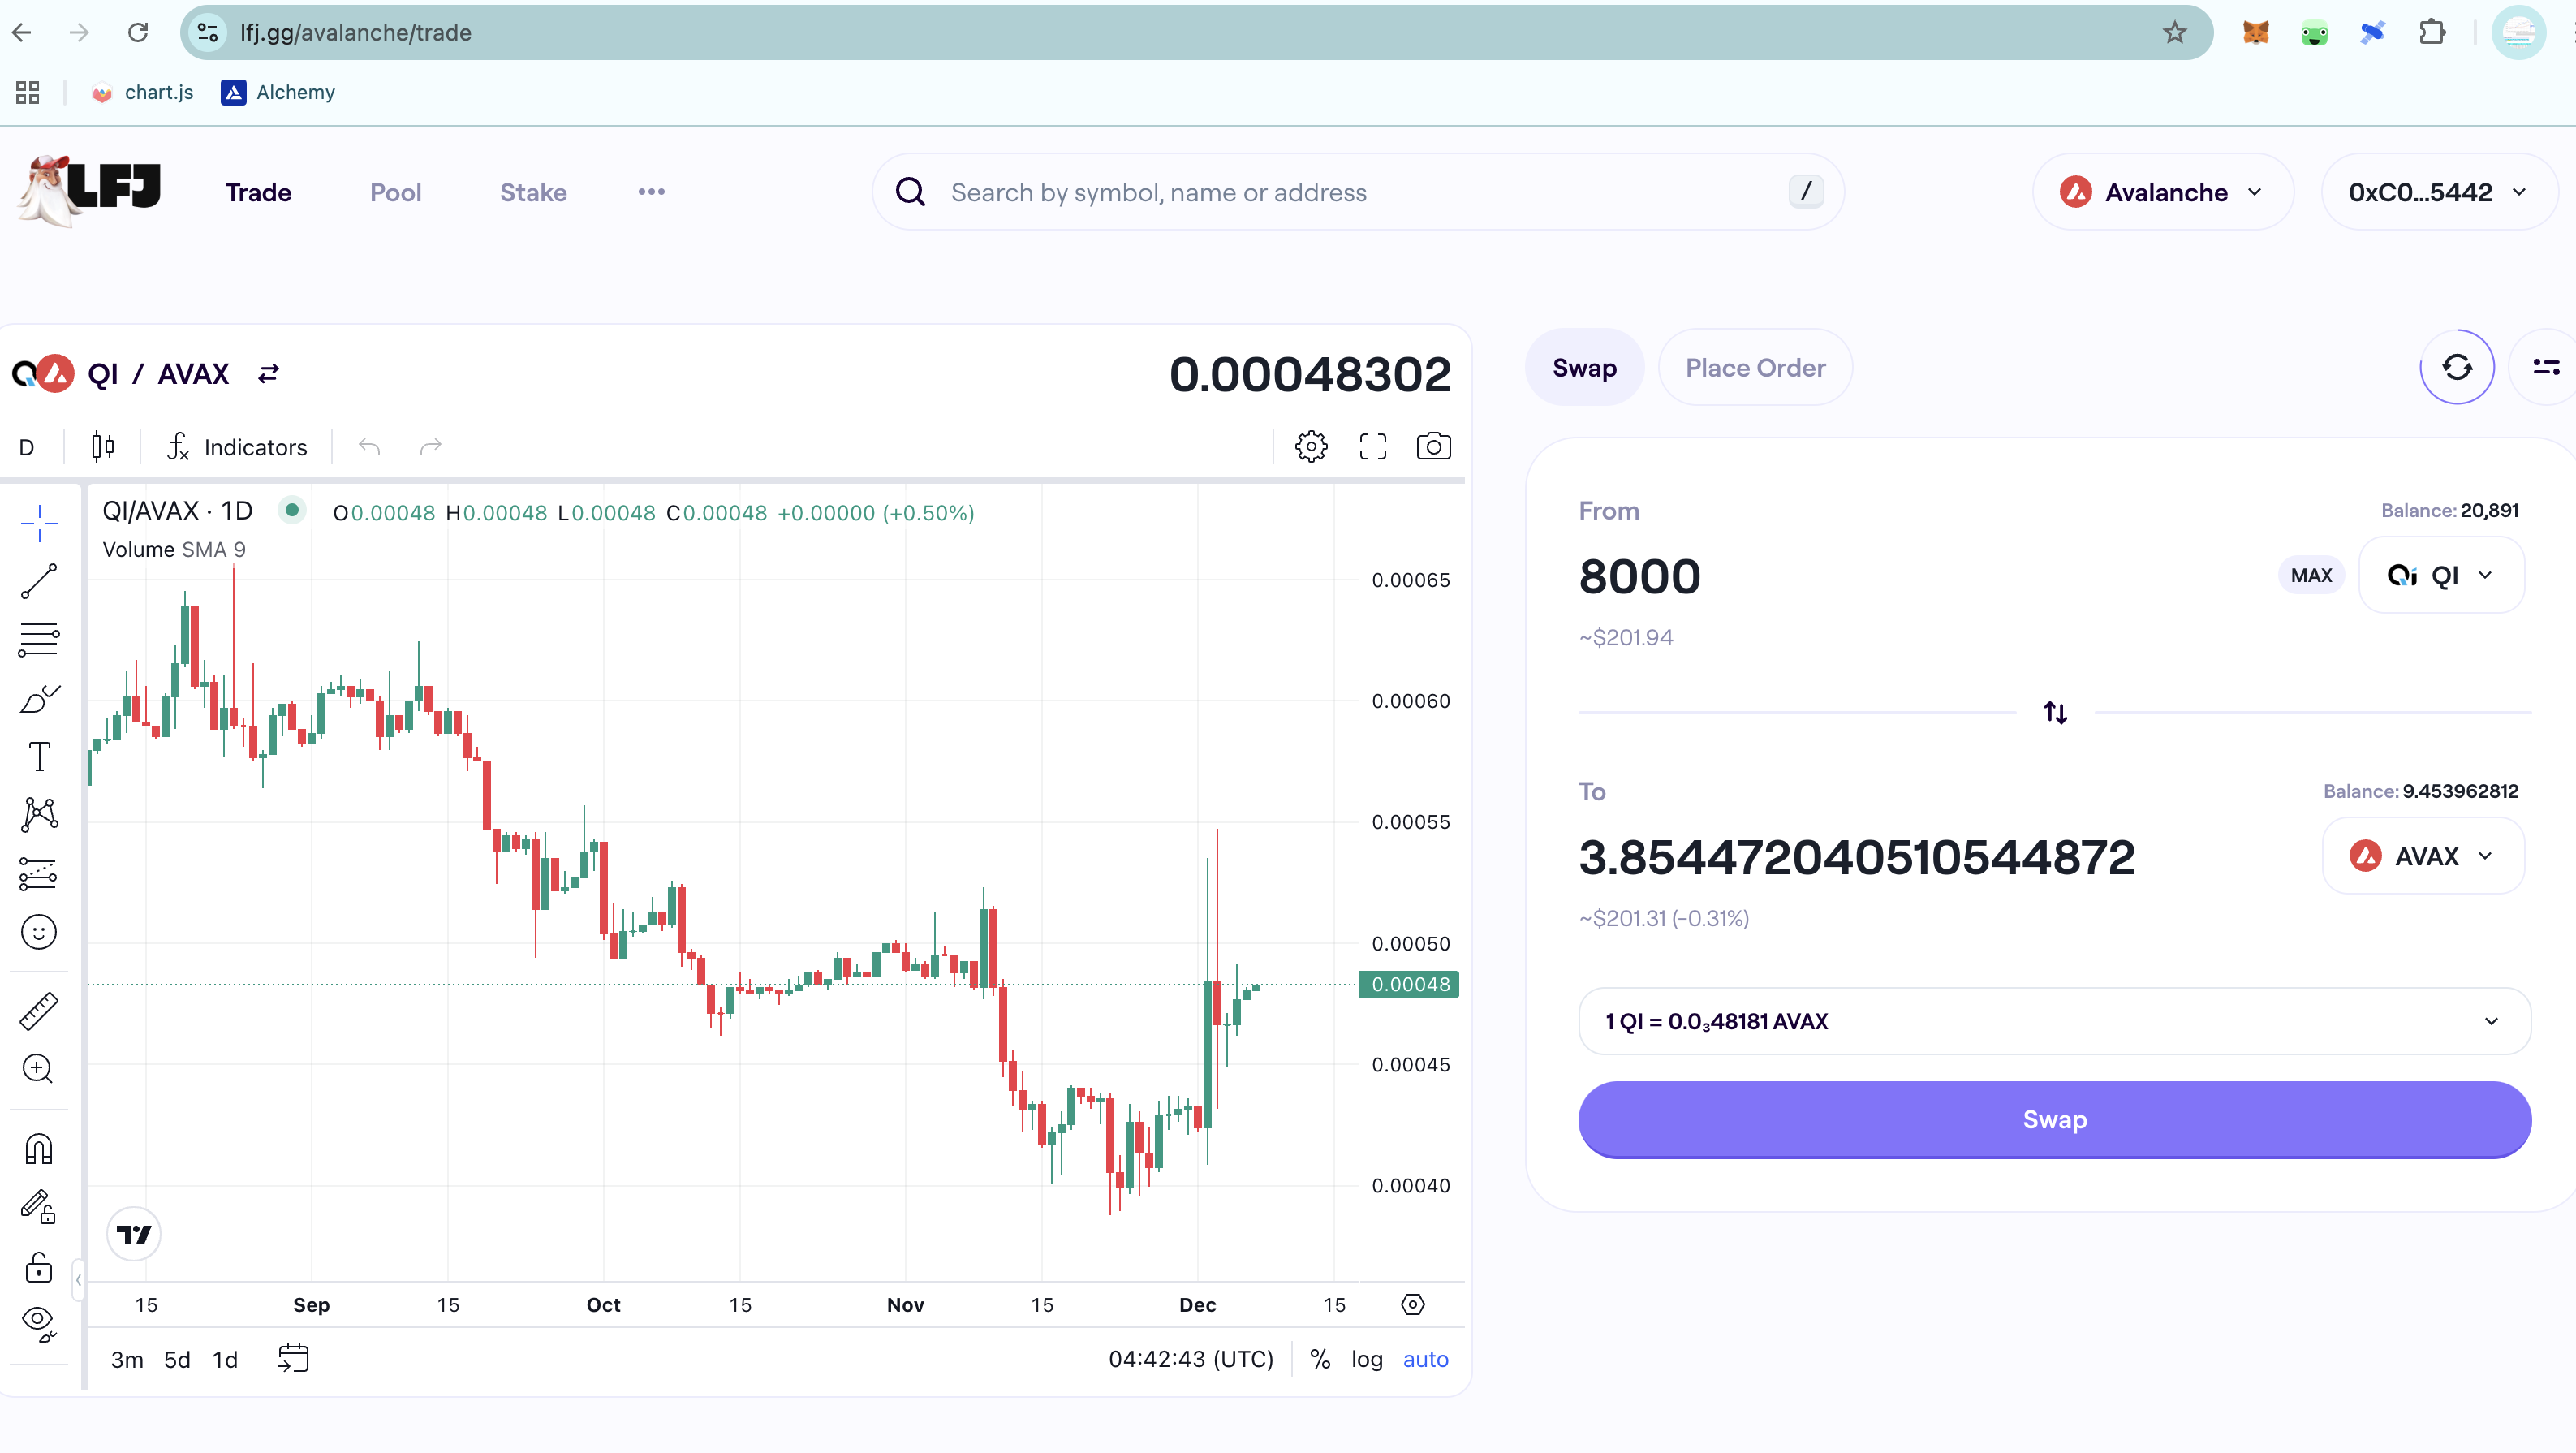 lfj.gg/avalanche/trade
chart.js Alchemy
LFJ Trade Pool Stake ••• Search by symbol, name or address / Avalanche 0xC0...5442
QI / AVAX 0.00048302
D Indicators
QI/AVAX · 1D O0.00048 H0.00048 L0.00048 C0.00048 +0.00000 (+0.50%)
Volume SMA 9
0.00065
0.00060
0.00055
0.00050
0.00048
0.00045
0.00040
15 Sep 15 Oct 15 Nov 15 Dec 15
3m 5d 1d 04:42:43 (UTC) % log auto
Swap Place Order
From Balance: 20,891
8000 MAX Qi QI
~$201.94
To Balance: 9.453962812
3.854472040510544872 AVAX
~$201.31 (-0.31%)
1 QI = 0.0₃48181 AVAX
Swap